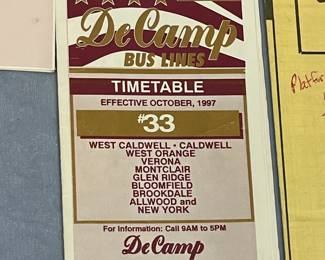 DeCamp
BUS LINES
TIMETABLE
EFFECTIVE OCTOBER, 1997
#33
WEST CALDWELL • CALDWELL
WEST ORANGE
VERONA
MONTCLAIR
GLEN RIDGE
BLOOMFIELD
BROOKDALE
ALLWOOD and
NEW YORK
For Information: Call 9AM to 5PM
DeCamp